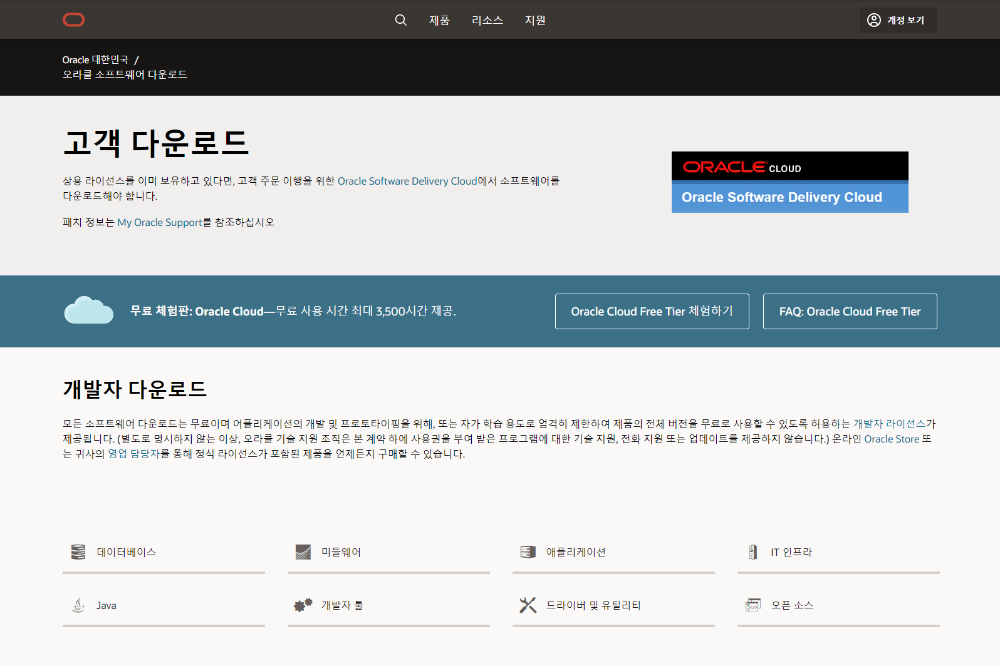 제품 리소스 지원 계정 보기
Oracle 대한민국 /
오라클 소프트웨어 다운로드
고객 다운로드
상용 라이선스를 이미 보유하고 있다면, 고객 주문 이행을 위한 Oracle Software Delivery Cloud에서 소프트웨어를
다운로드해야 합니다.
패치 정보는 My Oracle Support를 참조하십시오
ORACLE CLOUD
Oracle Software Delivery Cloud
무료 체험판: Oracle Cloud—무료 사용 시간 최대 3,500시간 제공.
Oracle Cloud Free Tier 체험하기
FAQ: Oracle Cloud Free Tier
개발자 다운로드
모든 소프트웨어 다운로드는 무료이며 어플리케이션의 개발 및 프로토타이핑을 위해, 또는 자가 학습 용도로 엄격히 제한하여 제품의 전체 버전을 무료로 사용할 수 있도록 허용하는 개발자 라이선스가
제공됩니다. (별도로 명시하지 않는 이상, 오라클 기술 지원 조직은 본 계약 하에 사용권을 부여 받은 프로그램에 대한 기술 지원, 전화 지원 또는 업데이트를 제공하지 않습니다.) 온라인 Oracle Store 또
는 귀사의 영업 담당자를 통해 정식 라이선스가 포함된 제품을 언제든지 구매할 수 있습니다.
데이터베이스
미들웨어
애플리케이션
IT 인프라
Java
개발자 툴
드라이버 및 유틸리티
오픈 소스